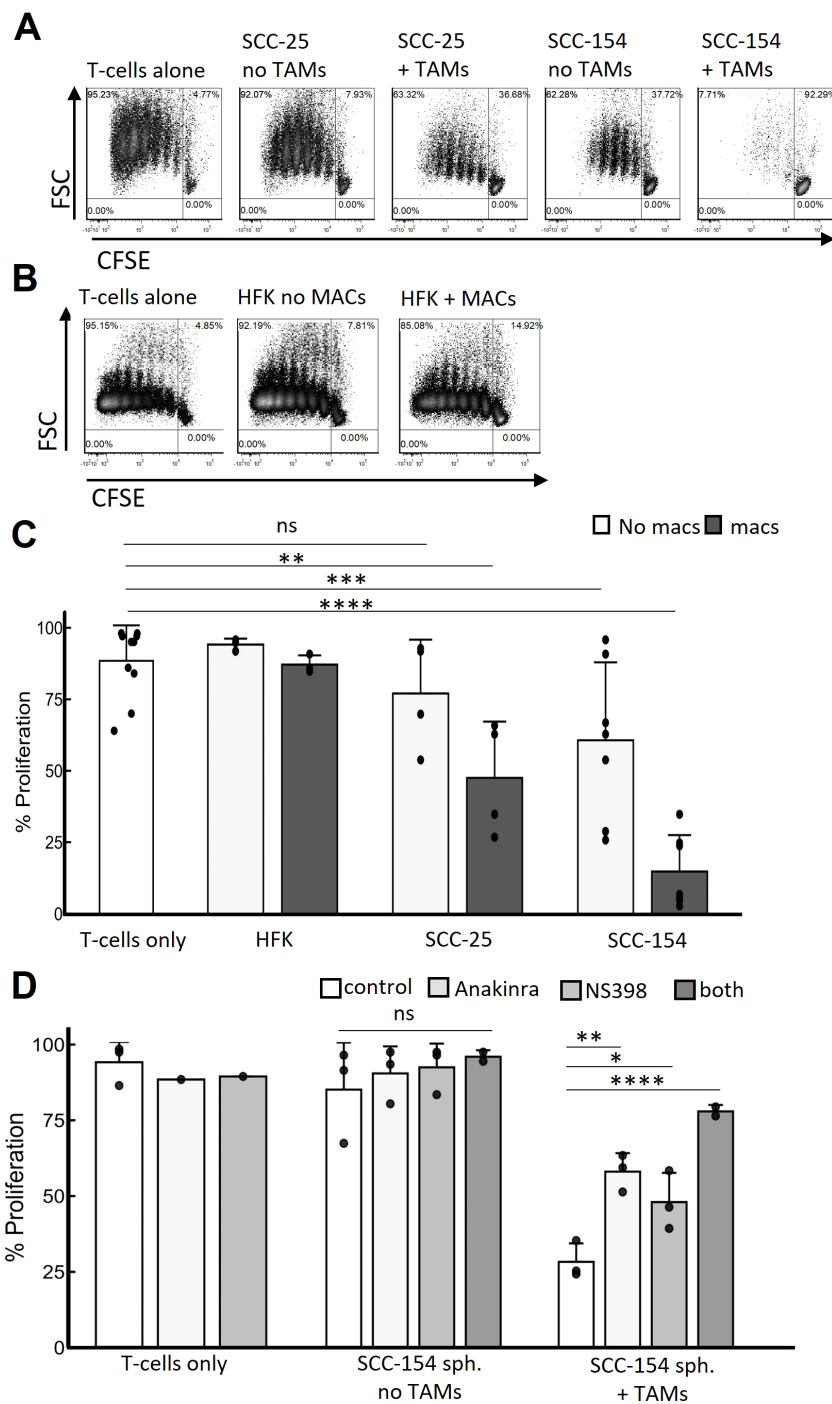 A
T-cells alone
SCC-25
no TAMs
SCC-25
+ TAMs
SCC-154
no TAMs
SCC-154
+ TAMs
95.23% 4.77%
92.07% 7.93%
63.32% 36.68%
62.28% 37.72%
7.71% 92.29%
FSC
0.00% 0.00%
0.00% 0.00%
0.00% 0.00%
0.00% 0.00%
0.00% 0.00%
CFSE
B
T-cells alone
HFK no MACs
HFK + MACs
95.15% 4.85%
92.19% 7.81%
85.08% 14.92%
FSC
0.00% 0.00%
0.00% 0.00%
0.00% 0.00%
CFSE
C
No macs macs
ns
**
***
****
% Proliferation
100
75
50
25
0
T-cells only HFK SCC-25 SCC-154
D
control Anakinra NS398 both
ns
**
*
****
% Proliferation
100
75
50
25
0
T-cells only
SCC-154 sph.
no TAMs
SCC-154 sph.
+ TAMs